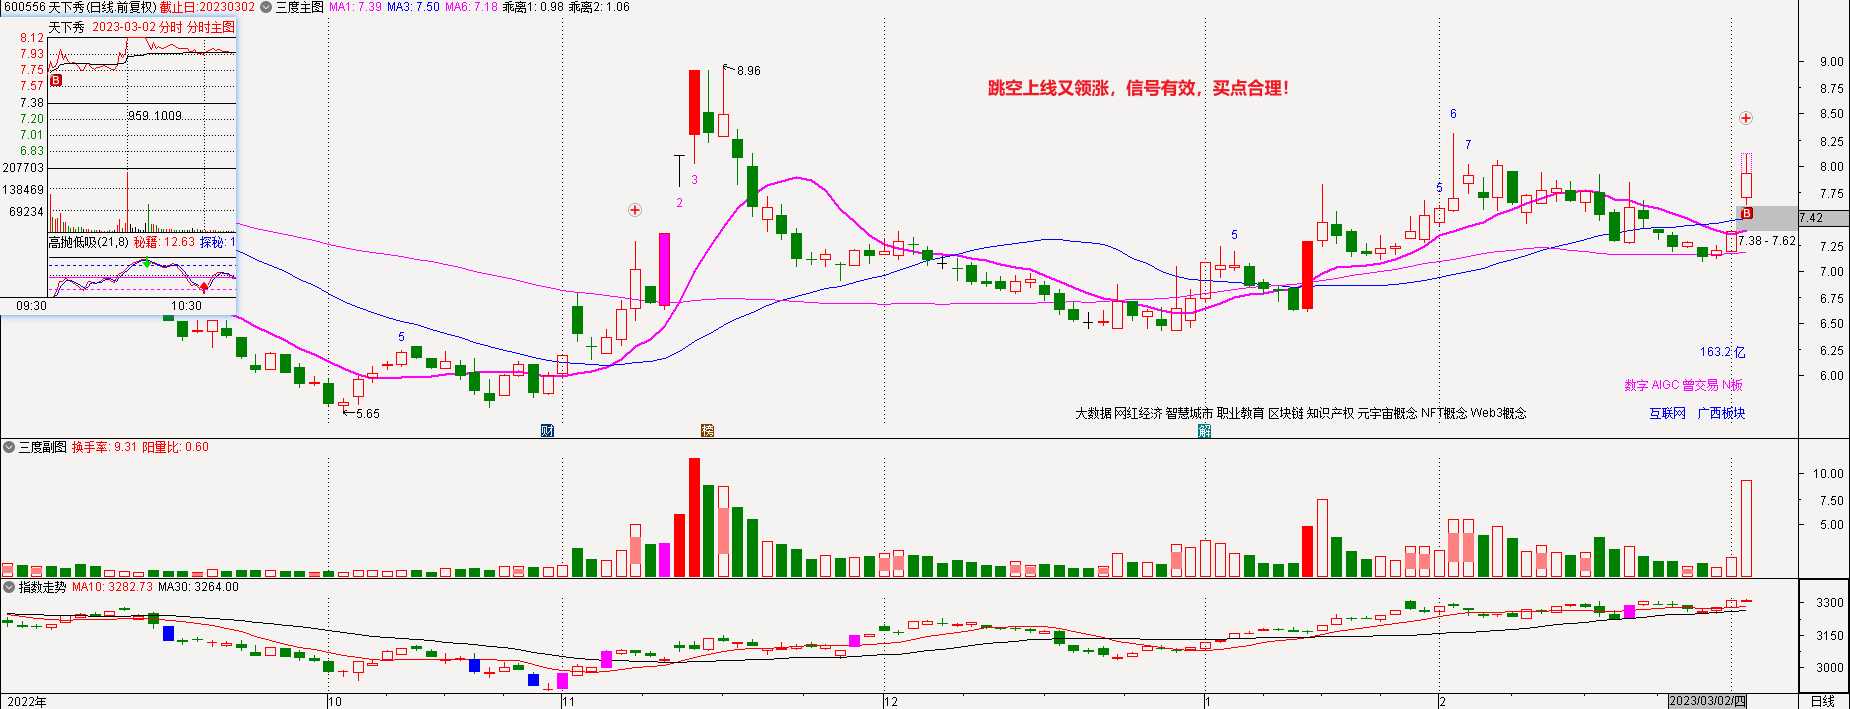 600556 天下秀(日线.前复权) 截止日:20230302 三度主图 MA1: 7.39 MA3: 7.50 MA6: 7.18 乖离1: 0.98 乖离2: 1.06
天下秀 2023-03-02 分时 分时主图
8.12
7.93
7.75
7.57
7.38
7.20
7.01
6.83
B
959.1009
207703
138469
69234
高抛低吸(21,8) 秘籍: 12.63 探秘: 1
09:30 10:30
8.96
跳空上线又领涨，信号有效，买点合理！
3
2
5
5.65
5
5
6
7
B
7.38 - 7.62
9.00
8.75
8.50
8.25
8.00
7.75
7.42
7.25
7.00
6.75
6.50
6.25
6.00
163.2亿
数字 AIGC 曾交易 N板
大数据 网红经济 智慧城市 职业教育 区块链 知识产权 元宇宙概念 NFT概念 Web3概念
互联网 广西板块
财 榜 解
三度副图 换手率: 9.31 阳量比: 0.60
10.00
7.50
5.00
指数走势 MA10: 3282.73 MA30: 3264.00
3300
3150
3000
2022年 10 11 12 1 2 2023/03/02/四 日线